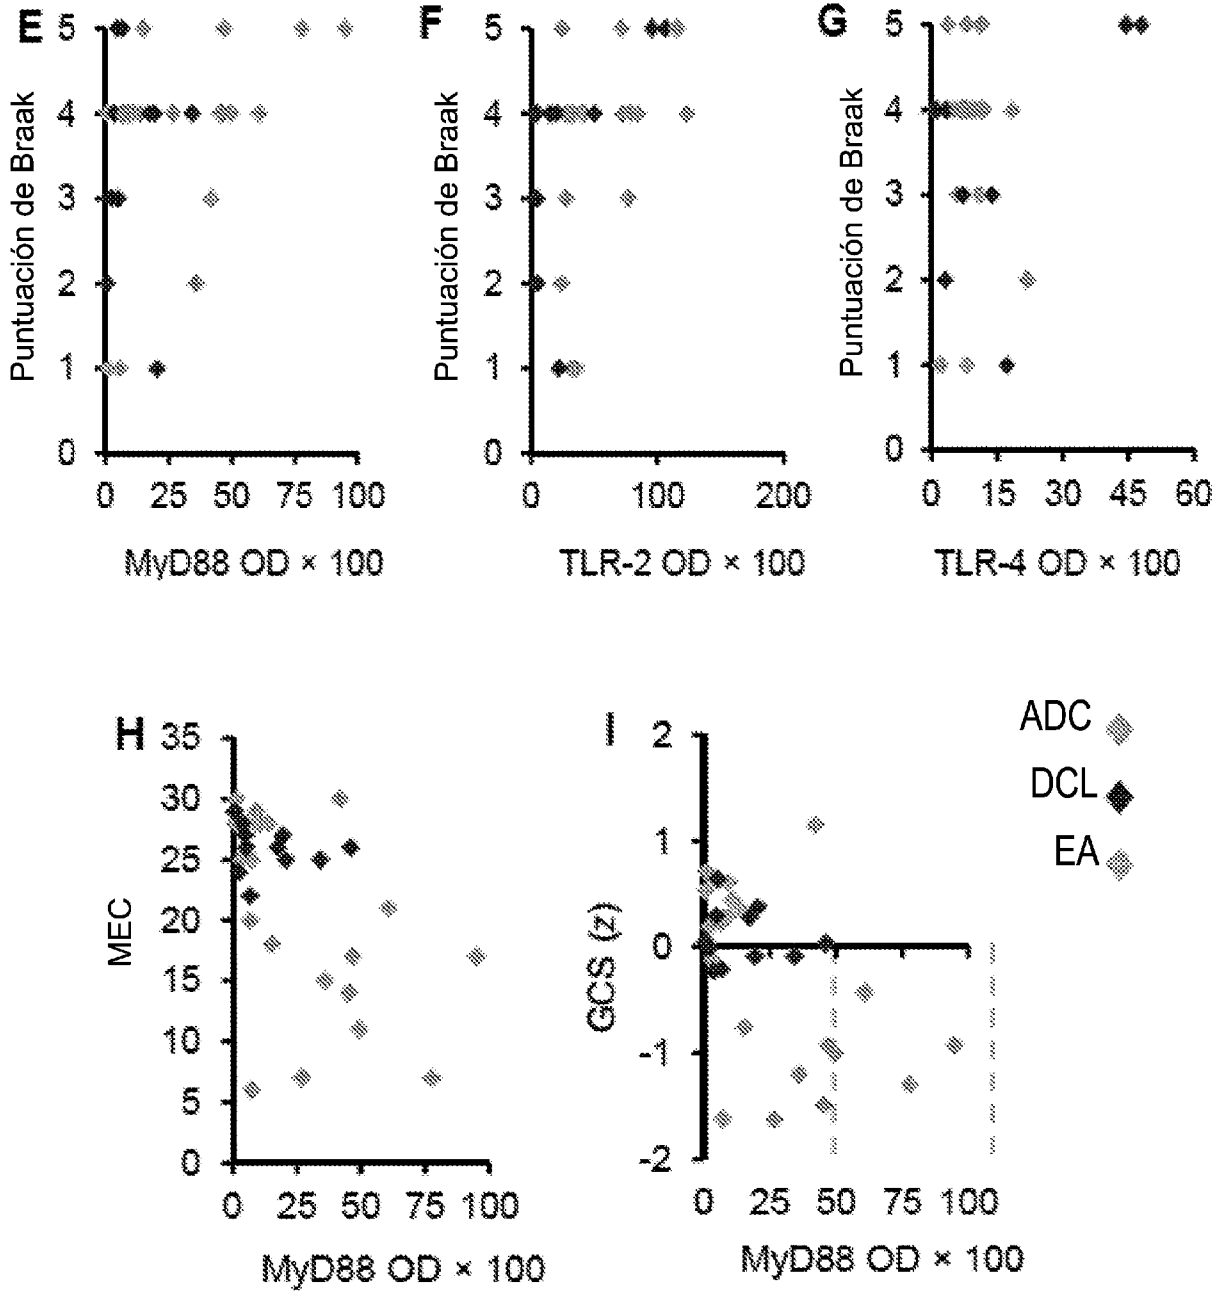 E
5
4
3
2
1
0
Puntuación de Braak
0 25 50 75 100
MyD88 OD × 100
F
5
4
3
2
1
0
Puntuación de Braak
0 100 200
TLR-2 OD × 100
G
5
4
3
2
1
0
Puntuación de Braak
0 15 30 45 60
TLR-4 OD × 100
H
35
30
25
20
15
10
5
0
MEC
0 25 50 75 100
MyD88 OD × 100
I
2
1
0
-1
-2
GCS (z)
0 25 50 75 100
MyD88 OD × 100
ADC
DCL
EA